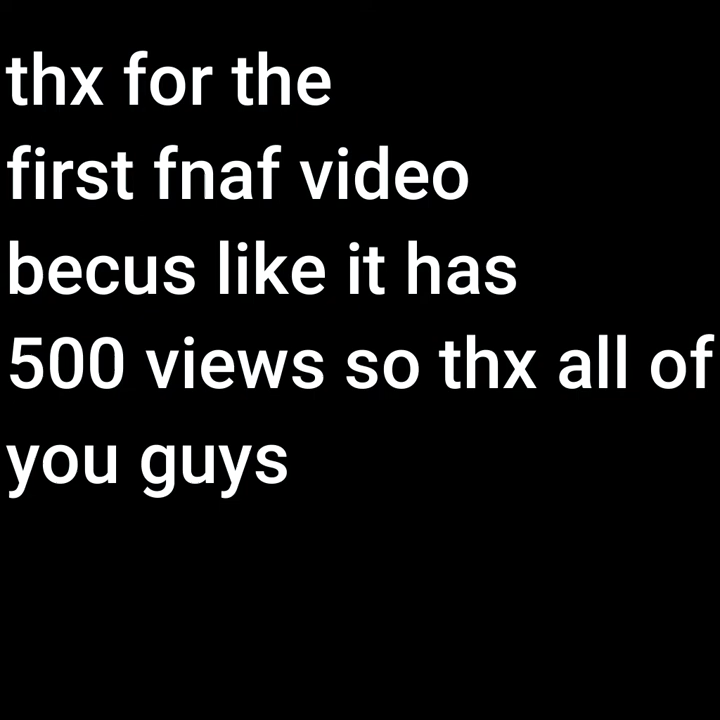 thx for the
first fnaf video
becus like it has
500 views so thx all of
you guys